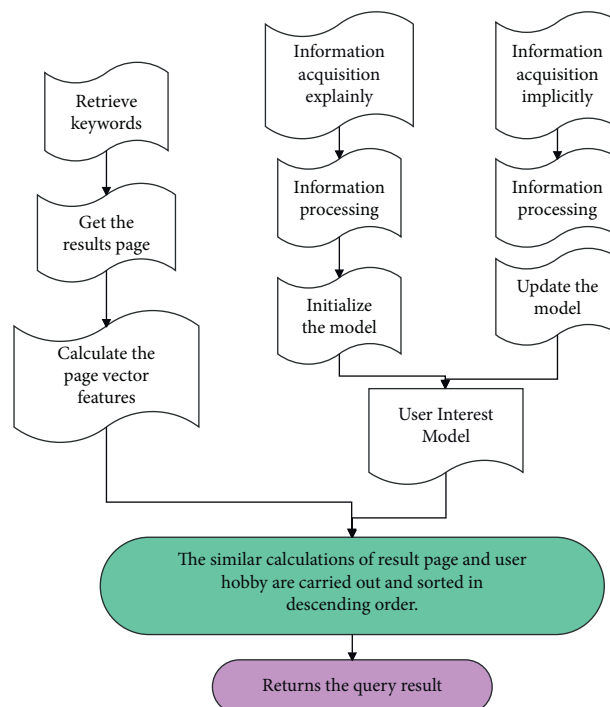 Retrieve
keywords
Get the
results page
Calculate the
page vector
features
Information
acquisition
explainly
Information
processing
Initialize
the model
Information
acquisition
implicitly
Information
processing
Update the
model
User Interest
Model
The similar calculations of result page and user
hobby are carried out and sorted in
descending order.
Returns the query result